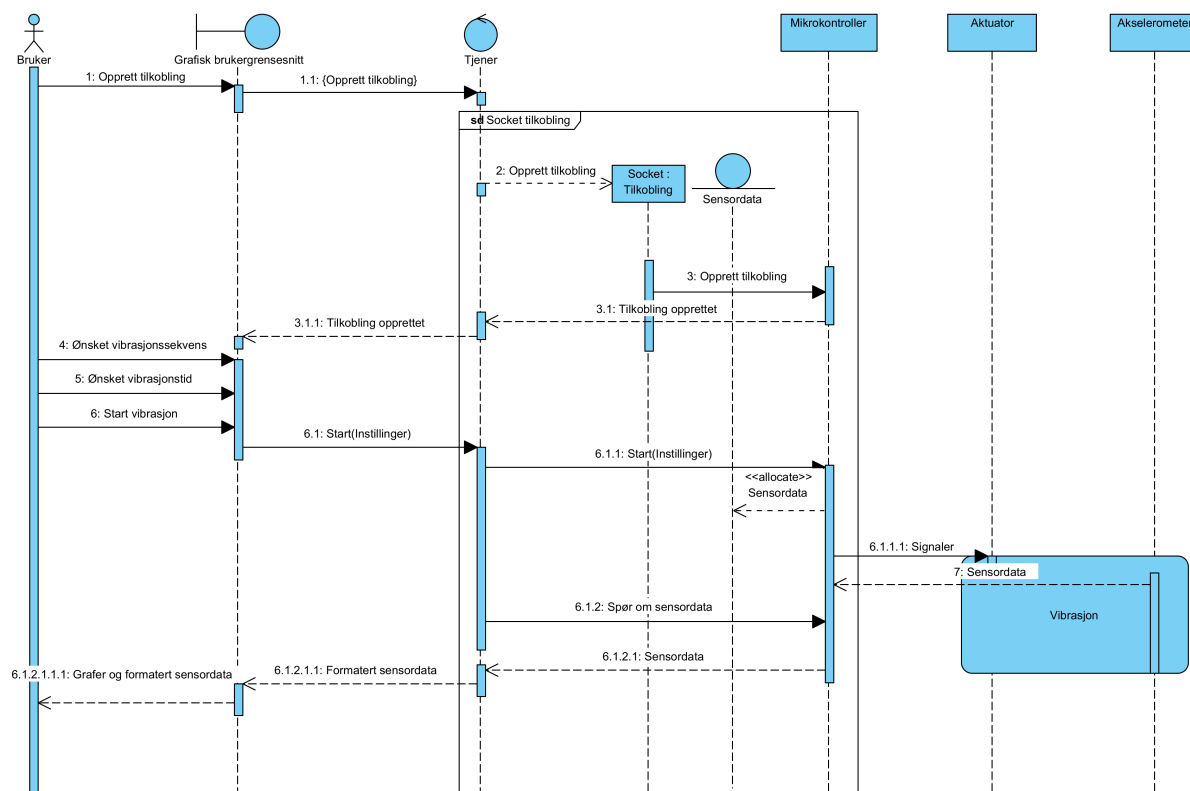 Mikrokontroller
Aktuator
Akselerometer
Bruker
Grafisk brukergrensesnitt
Tjener
1: Opprett tilkobling
1.1: {Opprett tilkobling}
sd Socket tilkobling
2: Opprett tilkobling
Socket :
Tilkobling
Sensordata
3: Opprett tilkobling
3.1: Tilkobling opprettet
3.1.1: Tilkobling opprettet
4: Ønsket vibrasjonssekvens
5: Ønsket vibrasjonstid
6: Start vibrasjon
6.1: Start(Instillinger)
6.1.1: Start(Instillinger)
<<allocate>>
Sensordata
6.1.1.1: Signaler
7: Sensordata
6.1.2: Spør om sensordata
Vibrasjon
6.1.2.1: Sensordata
6.1.2.1.1: Formatert sensordata
6.1.2.1.1.1: Grafer og formatert sensordata